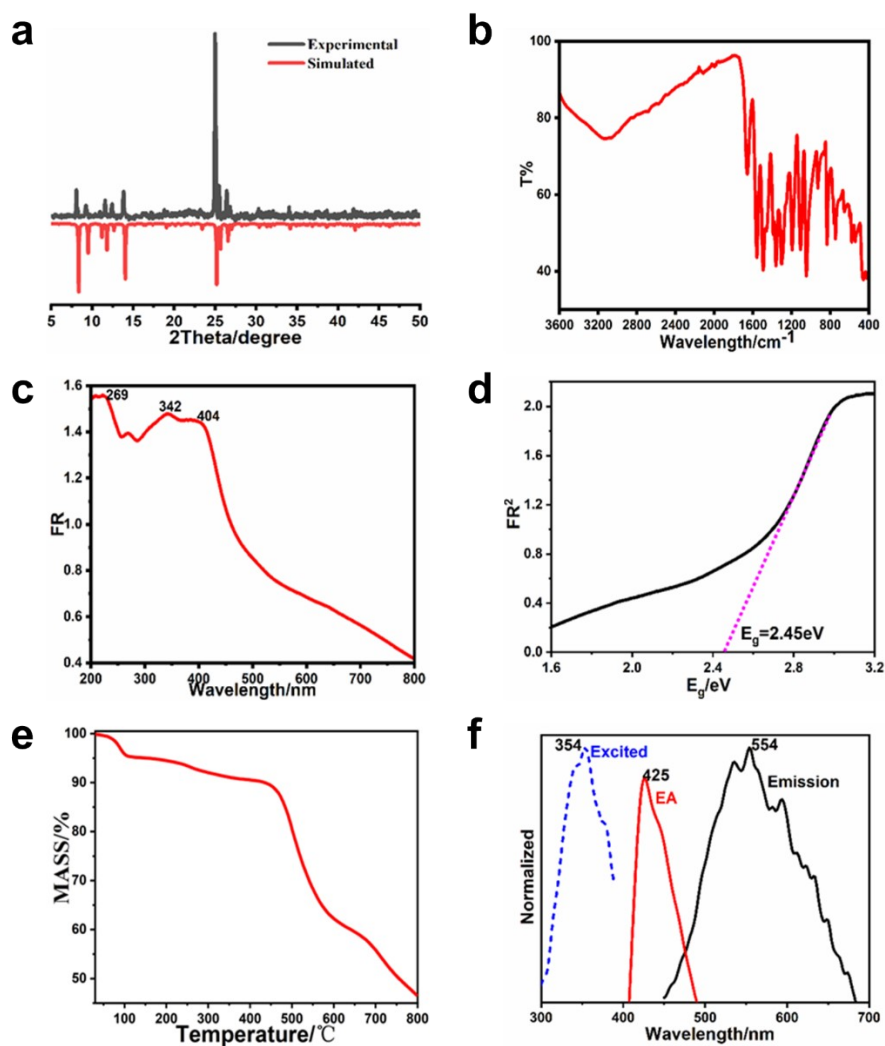 a
Experimental
Simulated
5 10 15 20 25 30 35 40 45 50
2Theta/degree
b
100
80
60
40
T%
3600 3200 2800 2400 2000 1600 1200 800 400
Wavelength/cm-1
c
1.6
1.4
1.2
1.0
0.8
0.6
0.4
FR
269
342
404
200 300 400 500 600 700 800
Wavelength/nm
d
2.0
1.6
1.2
0.8
0.4
0.0
FR2
Eg=2.45eV
1.6 2.0 2.4 2.8 3.2
Eg/eV
e
100
90
80
70
60
50
MASS/%
100 200 300 400 500 600 700 800
Temperature/℃
f
354
Excited
425
EA
554
Emission
Normalized
300 400 500 600 700
Wavelength/nm